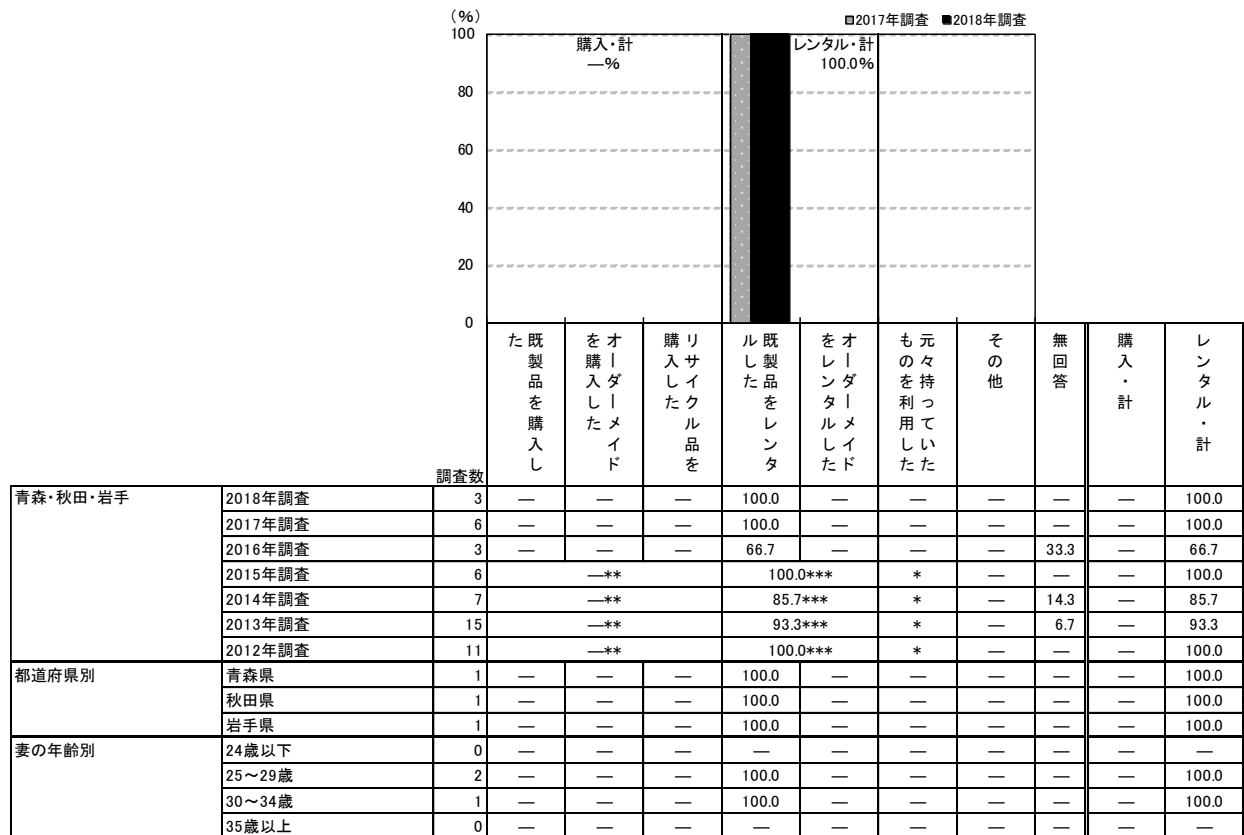 (%)
■2017年調査 ■2018年調査
100
80
60
40
20
0
購入・計
―%
レンタル・計
100.0%
調査数
既製品を購入した
オーダーメイドを購入した
リサイクル品を購入した
既製品をレンタルした
オーダーメイドをレンタルした
元々持っていたものを利用した
その他
無回答
購入・計
レンタル・計
青森・秋田・岩手 2018年調査 3 ― ― ― 100.0 ― ― ― ― ― 100.0
2017年調査 6 ― ― ― 100.0 ― ― ― ― ― 100.0
2016年調査 3 ― ― ― 66.7 ― ― ― 33.3 ― 66.7
2015年調査 6 ―** 100.0*** * ― ― ― 100.0
2014年調査 7 ―** 85.7*** * ― 14.3 ― 85.7
2013年調査 15 ―** 93.3*** * ― 6.7 ― 93.3
2012年調査 11 ―** 100.0*** * ― ― ― 100.0
都道府県別 青森県 1 ― ― ― 100.0 ― ― ― ― ― 100.0
秋田県 1 ― ― ― 100.0 ― ― ― ― ― 100.0
岩手県 1 ― ― ― 100.0 ― ― ― ― ― 100.0
妻の年齢別 24歳以下 0 ― ― ― ― ― ― ― ― ― ―
25～29歳 2 ― ― ― 100.0 ― ― ― ― ― 100.0
30～34歳 1 ― ― ― 100.0 ― ― ― ― ― 100.0
35歳以上 0 ― ― ― ― ― ― ― ― ― ―